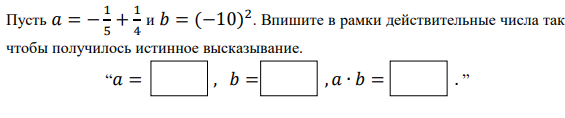 Пусть a = −1/5 + 1/4 и b = (−10)². Впишите в рамки действительные числа так
чтобы получилось истинное высказывание.
“a = , b = , a · b = .”